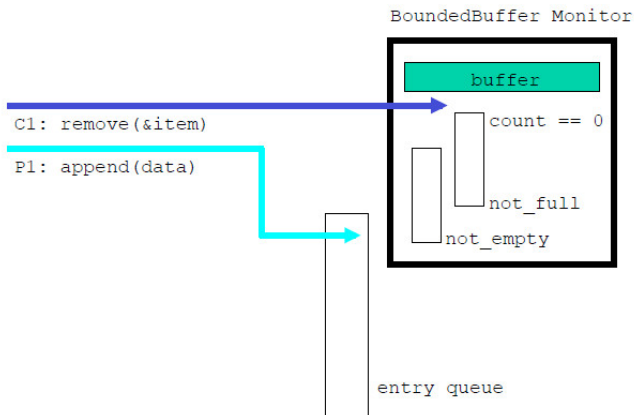 BoundedBuffer Monitor
buffer
C1: remove(&item)
count == 0
P1: append(data)
not_full
not_empty
entry queue